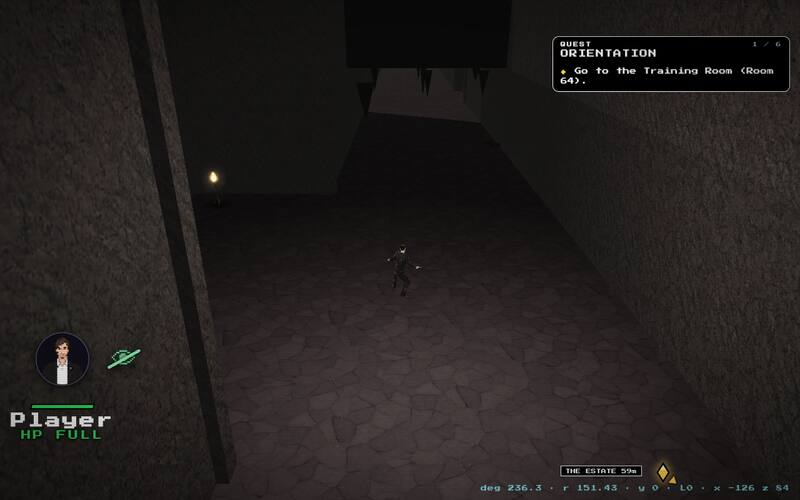 QUEST 1 / 6
ORIENTATION
◆ Go to the Training Room (Room
64).
Player
HP FULL
THE ESTATE 59m
deg 236.3 · r 151.43 · y 0 · L0 · x -126 z 84